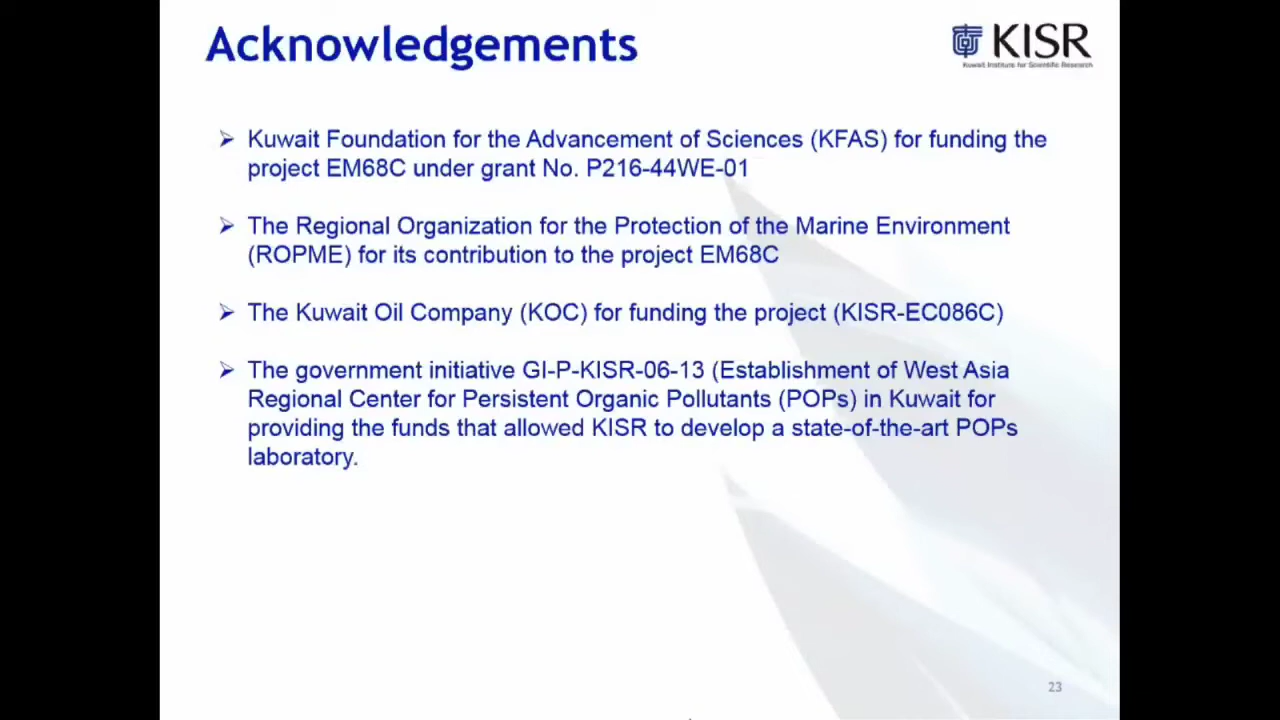 Acknowledgements
KISR
Kuwait Institute for Scientific Research
Kuwait Foundation for the Advancement of Sciences (KFAS) for funding the
project EM68C under grant No. P216-44WE-01
The Regional Organization for the Protection of the Marine Environment
(ROPME) for its contribution to the project EM68C
The Kuwait Oil Company (KOC) for funding the project (KISR-EC086C)
The government initiative GI-P-KISR-06-13 (Establishment of West Asia
Regional Center for Persistent Organic Pollutants (POPs) in Kuwait for
providing the funds that allowed KISR to develop a state-of-the-art POPs
laboratory.
23